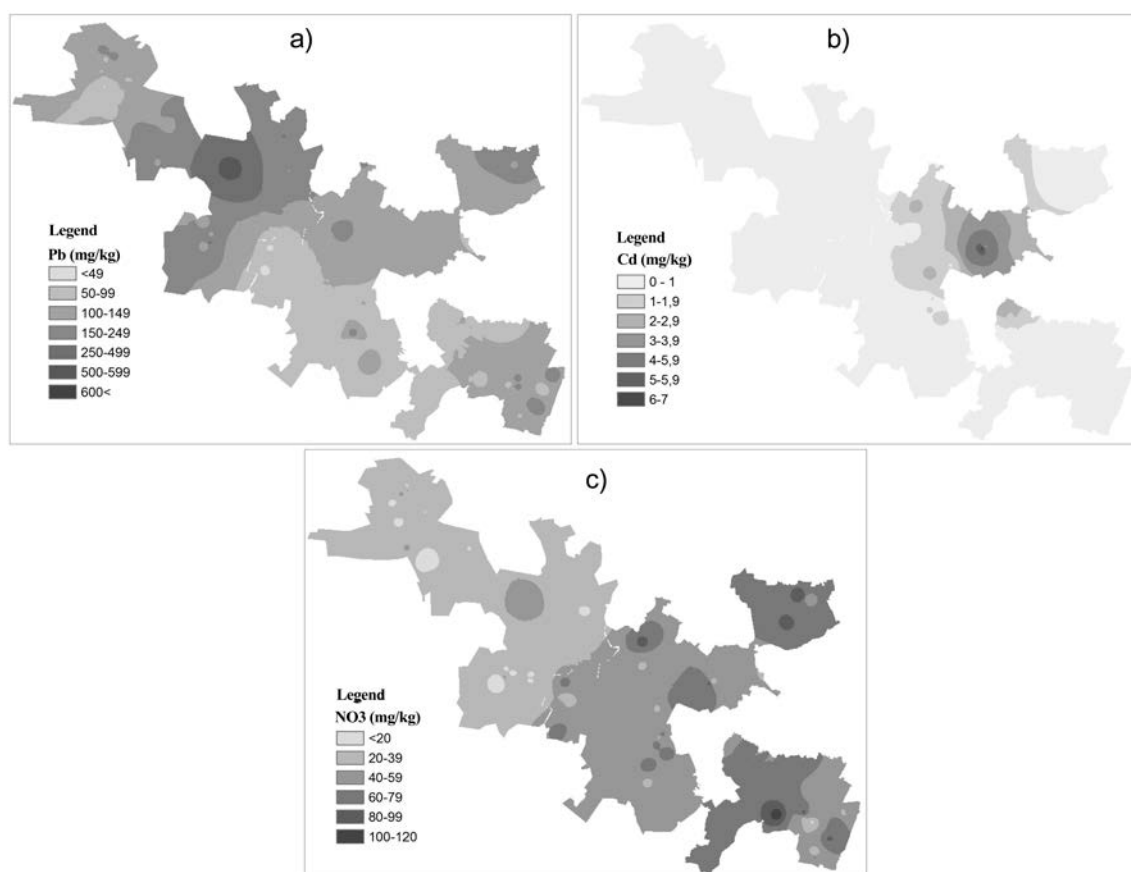 a)
Legend
Pb (mg/kg)
<49
50-99
100-149
150-249
250-499
500-599
600<
b)
Legend
Cd (mg/kg)
0 - 1
1-1,9
2-2,9
3-3,9
4-5,9
5-5,9
6-7
c)
Legend
NO3 (mg/kg)
<20
20-39
40-59
60-79
80-99
100-120